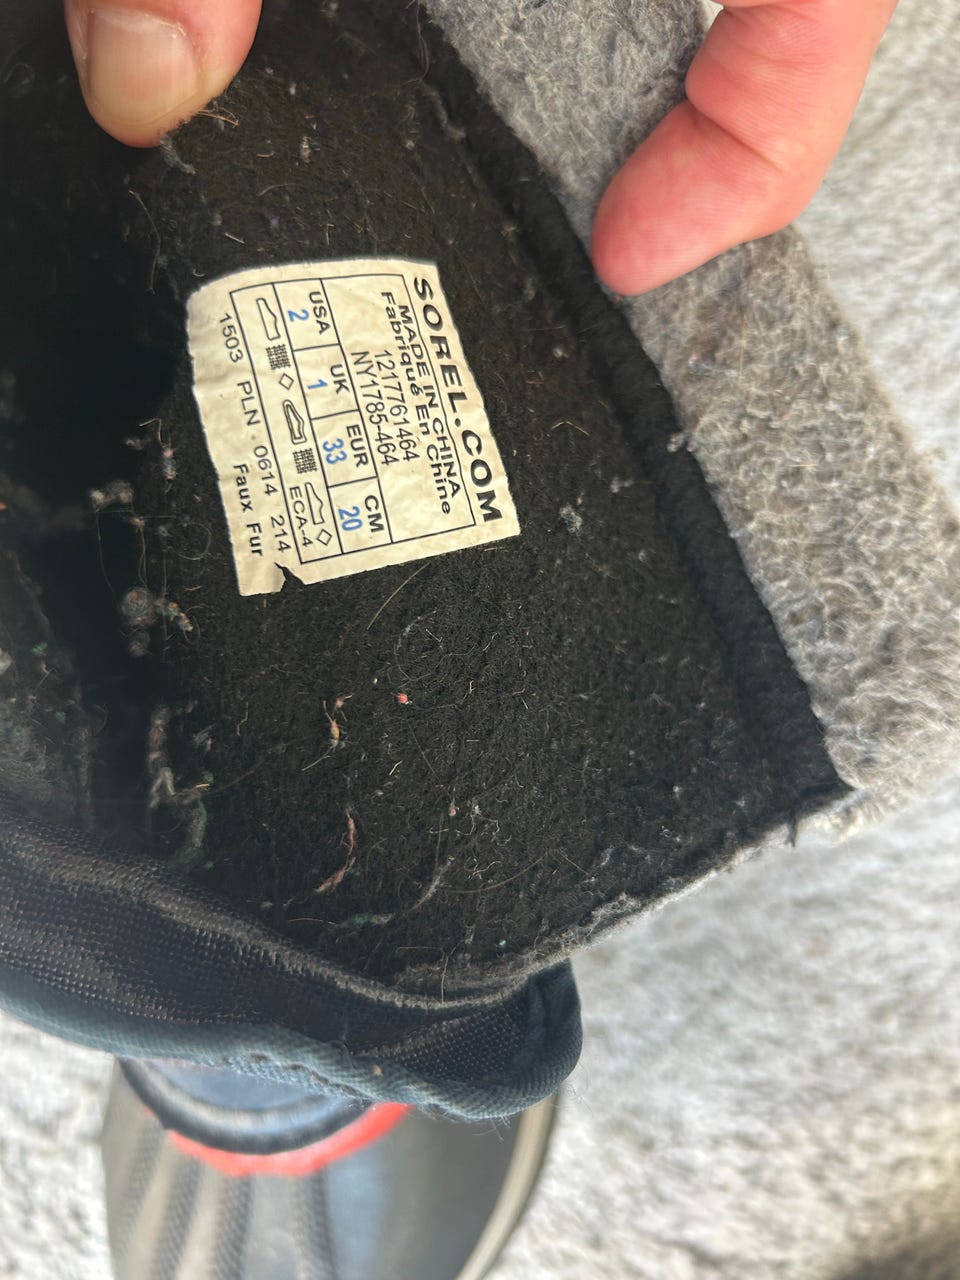 SOREL.COM
MADE IN CHINA
Fabriqué En Chine
1217761464
NY1785-464
USA UK EUR CM
2 1 33 20
ECA-4
1503 PLN . 0614 214
Faux Fur